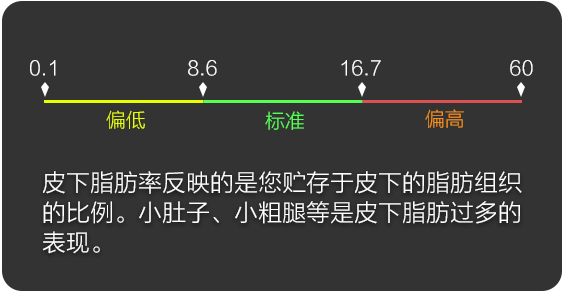 0.1 8.6 16.7 60
偏低 标准 偏高
皮下脂肪率反映的是您贮存于皮下的脂肪组织
的比例。小肚子、小粗腿等是皮下脂肪过多的
表现。